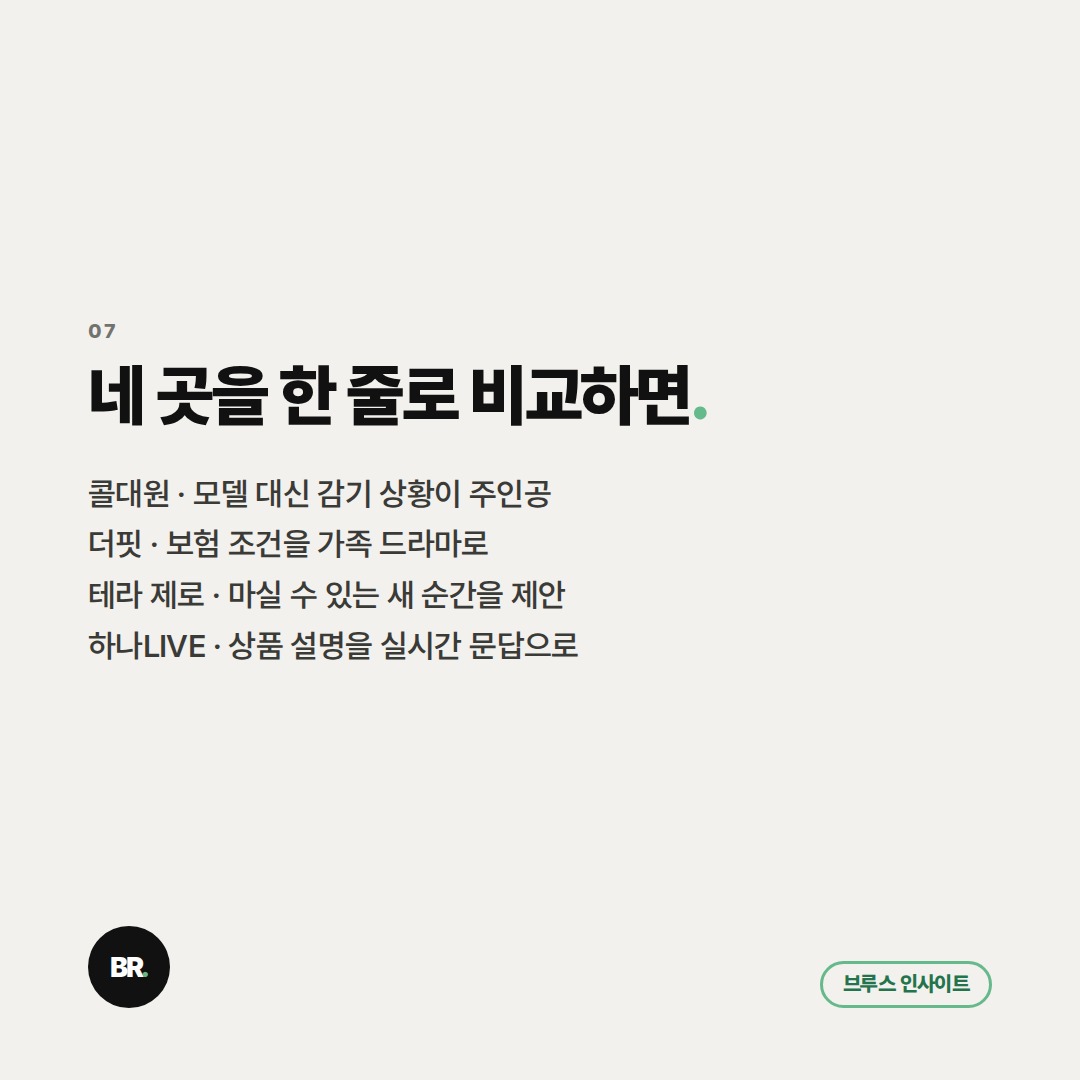 07
네 곳을 한 줄로 비교하면.
콜대원 · 모델 대신 감기 상황이 주인공
더핏 · 보험 조건을 가족 드라마로
테라 제로 · 마실 수 있는 새 순간을 제안
하나LIVE · 상품 설명을 실시간 문답으로
BR.
브루스 인사이트